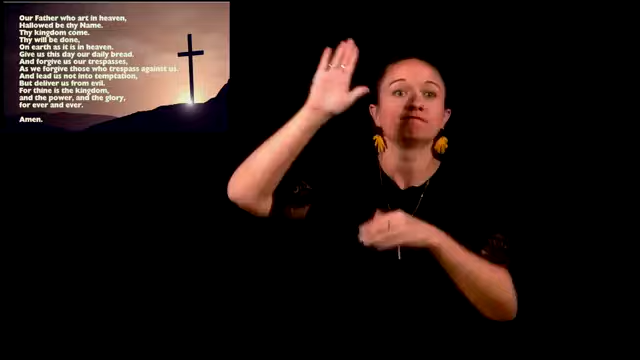 Our Father who art in heaven,
Hallowed be thy Name.
Thy kingdom come.
Thy will be done,
On earth as it is in heaven.
Give us this day our daily bread.
And forgive us our trespasses,
As we forgive those who trespass against us.
And lead us not into temptation,
But deliver us from evil.
For thine is the kingdom,
and the power, and the glory,
for ever and ever.
Amen.